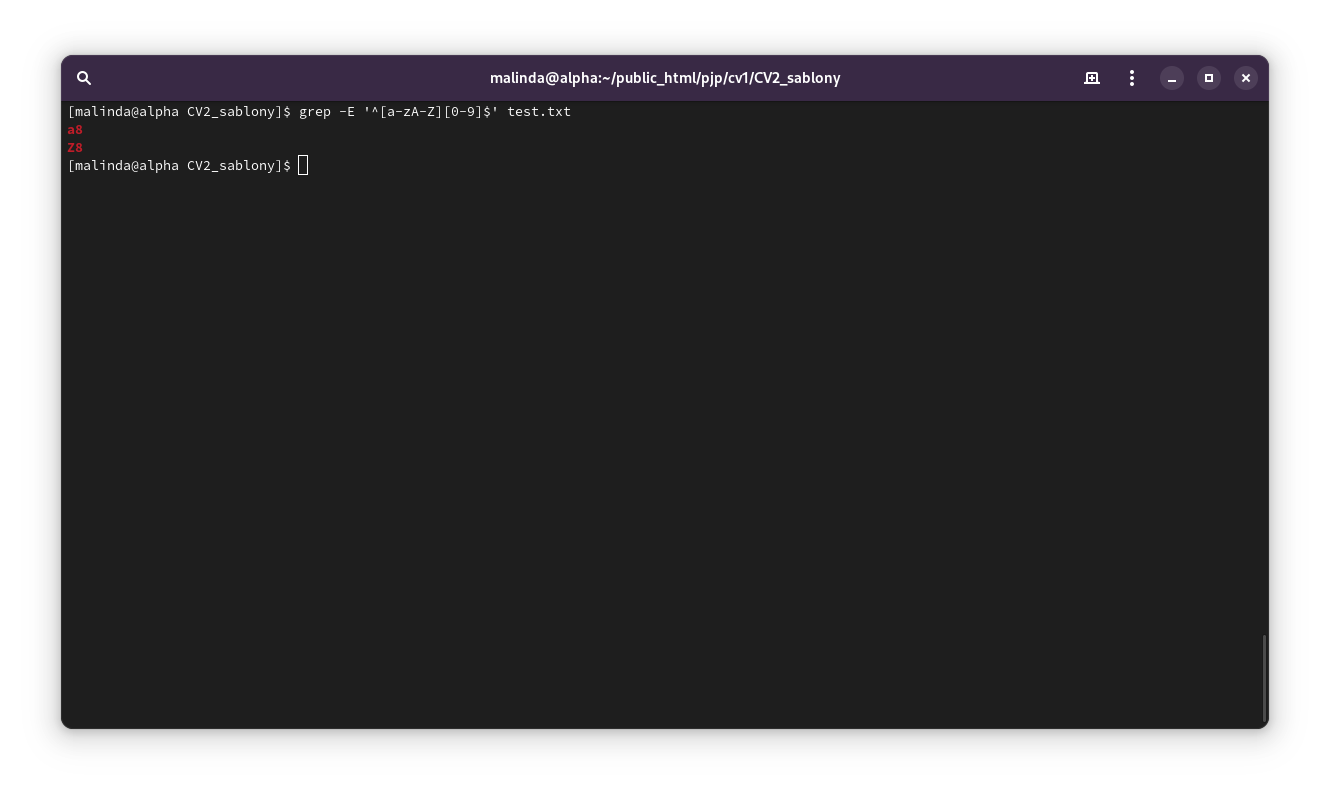 malinda@alpha:~/public_html/pjp/cv1/CV2_sablony
[malinda@alpha CV2_sablony]$ grep -E '^[a-zA-Z][0-9]$' test.txt
a8
Z8
[malinda@alpha CV2_sablony]$